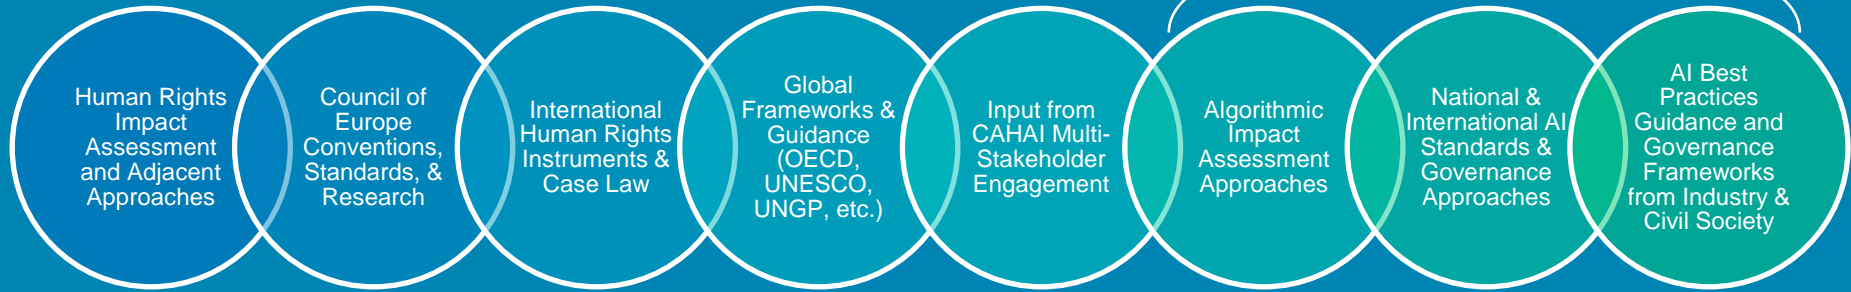 Human Rights
Impact
Assessment
and Adjacent
Approaches
Council of
Europe
Conventions,
Standards, &
Research
International
Human Rights
Instruments &
Case Law
Global
Frameworks &
Guidance
(OECD,
UNESCO,
UNGP, etc.)
Input from
CAHAI Multi-
Stakeholder
Engagement
Algorithmic
Impact
Assessment
Approaches
National &
International AI
Standards &
Governance
Approaches
AI Best
Practices
Guidance and
Governance
Frameworks
from Industry &
Civil Society